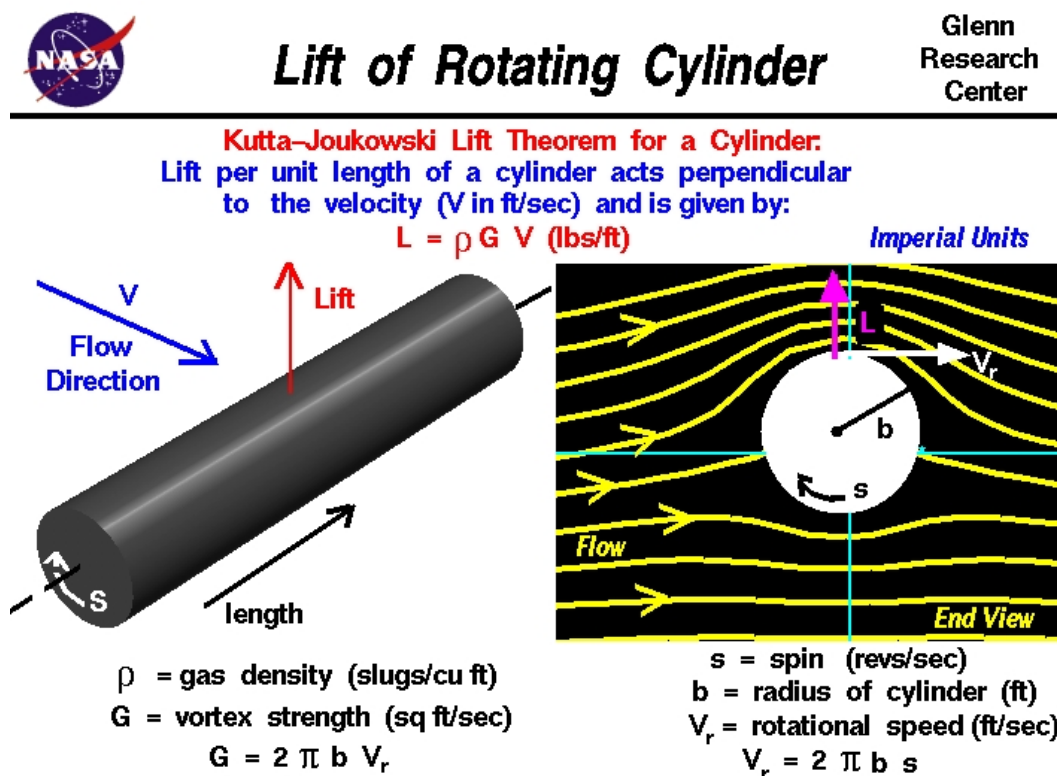 NASA
Lift of Rotating Cylinder
Glenn
Research
Center
Kutta–Joukowski Lift Theorem for a Cylinder:
Lift per unit length of a cylinder acts perpendicular
to the velocity (V in ft/sec) and is given by:
L = ρ G V (lbs/ft)
Imperial Units
V
Flow
Direction
Lift
S
length
L
Vr
b
s
Flow
End View
ρ = gas density (slugs/cu ft)
G = vortex strength (sq ft/sec)
G = 2 π b Vr
s = spin (revs/sec)
b = radius of cylinder (ft)
Vr = rotational speed (ft/sec)
Vr = 2 π b s